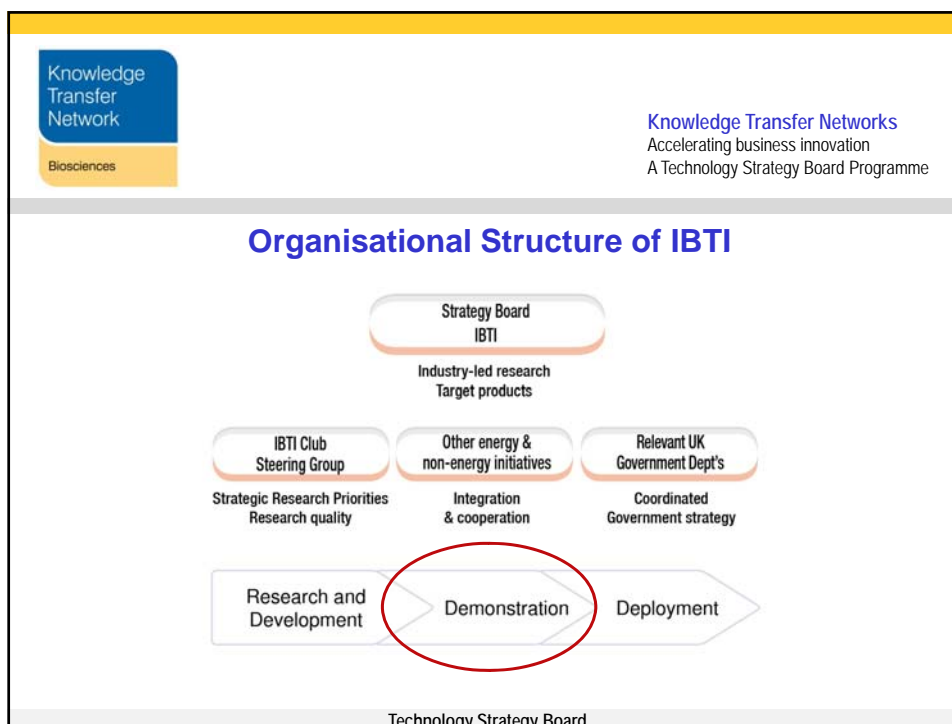 Knowledge
Transfer
Network
Biosciences
Knowledge Transfer Networks
Accelerating business innovation
A Technology Strategy Board Programme
Organisational Structure of IBTI
Strategy Board
IBTI
Industry-led research
Target products
IBTI Club
Steering Group
Strategic Research Priorities
Research quality
Other energy &
non-energy initiatives
Integration
& cooperation
Relevant UK
Government Dept's
Coordinated
Government strategy
Research and
Development
Demonstration
Deployment
Technology Strategy Board